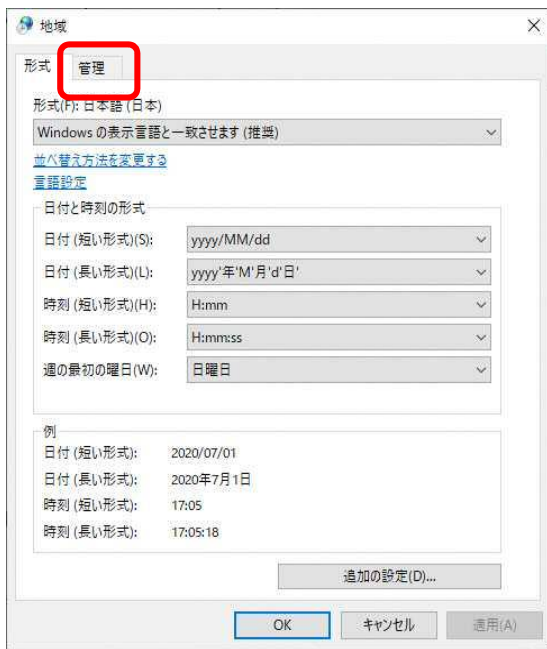 地域
形式 管理
形式(F): 日本語 (日本)
Windows の表示言語と一致させます (推奨)
並べ替え方法を変更する
言語設定
日付と時刻の形式
日付 (短い形式)(S): yyyy/MM/dd
日付 (長い形式)(L): yyyy'年'M'月'd'日'
時刻 (短い形式)(H): H:mm
時刻 (長い形式)(O): H:mm:ss
週の最初の曜日(W): 日曜日
例
日付 (短い形式): 2020/07/01
日付 (長い形式): 2020年7月1日
時刻 (短い形式): 17:05
時刻 (長い形式): 17:05:18
追加の設定(D)...
OK キャンセル 適用(A)